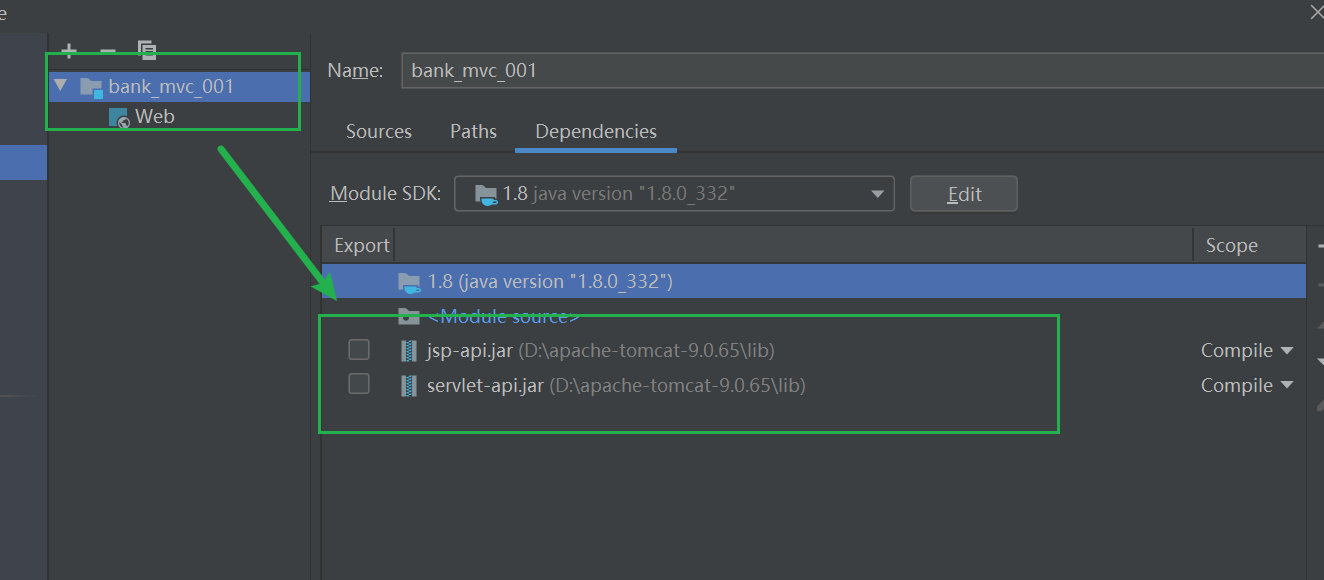 e
bank_mvc_001
Web
Name: bank_mvc_001
Sources Paths Dependencies
Module SDK: 1.8 java version "1.8.0_332" Edit
Export Scope
1.8 (java version "1.8.0_332")
<Module source>
jsp-api.jar (D:\apache-tomcat-9.0.65\lib) Compile
servlet-api.jar (D:\apache-tomcat-9.0.65\lib) Compile